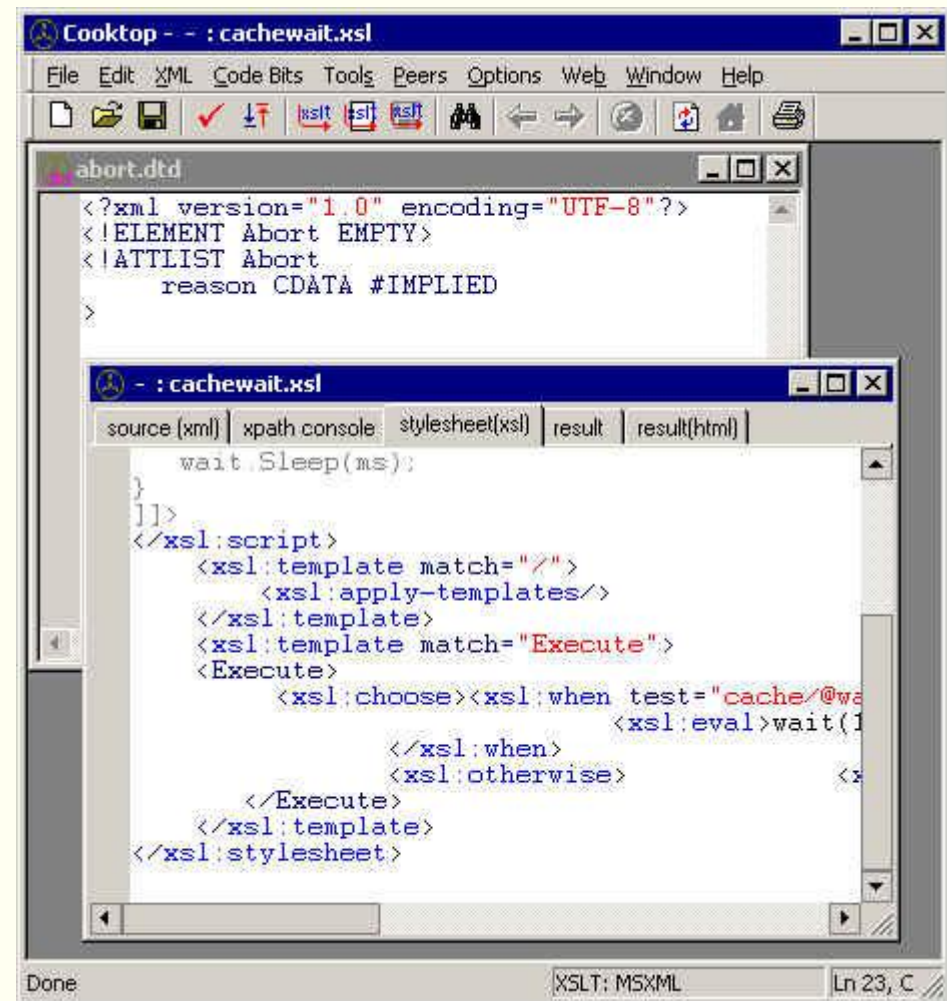 Cooktop - - : cachewait.xsl
File Edit XML Code Bits Tools Peers Options Web Window Help
xslt xslt xslt
abort.dtd
<?xml version="1.0" encoding="UTF-8"?>
<!ELEMENT Abort EMPTY>
<!ATTLIST Abort
reason CDATA #IMPLIED
>
- : cachewait.xsl
source (xml) xpath console stylesheet(xsl) result result(html)
wait.Sleep(ms);
}
]]>
</xsl:script>
<xsl:template match="/">
<xsl:apply-templates/>
</xsl:template>
<xsl:template match="Execute">
<Execute>
<xsl:choose><xsl:when test="cache/@wa
<xsl:eval>wait(1
</xsl:when>
<xsl:otherwise> <x
</Execute>
</xsl:template>
</xsl:stylesheet>
Done XSLT: MSXML Ln 23, C